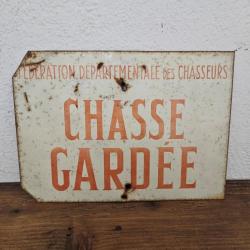 FÉDÉRATION DÉPARTEMENTALE DES CHASSEURS
CHASSE
GARDÉE